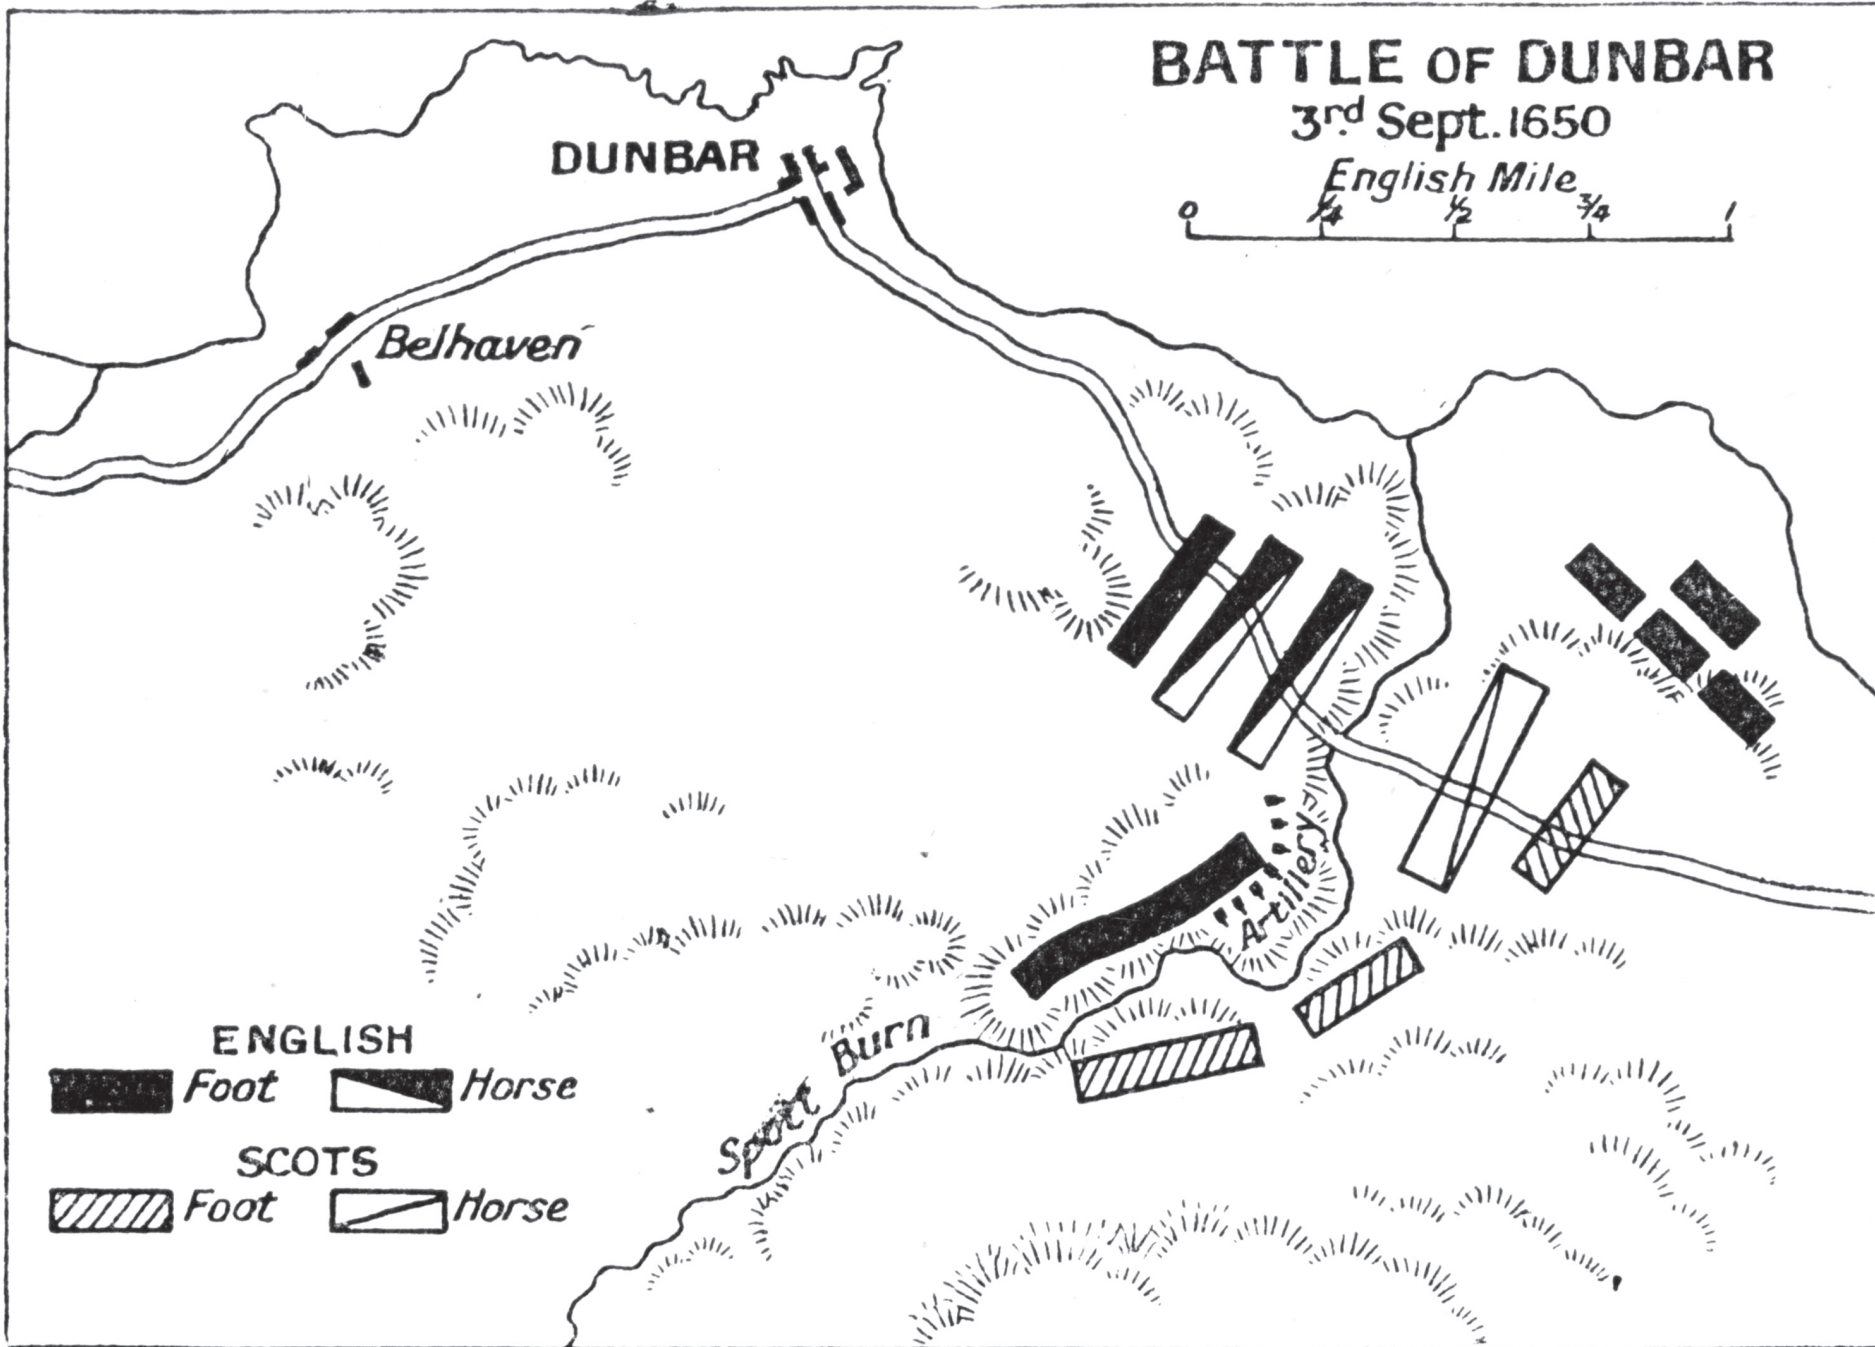 BATTLE OF DUNBAR
3rd Sept. 1650
English Mile
0 1/4 1/2 3/4 1
DUNBAR
Belhaven
Artillery
Spott Burn
ENGLISH
Foot Horse
SCOTS
Foot Horse